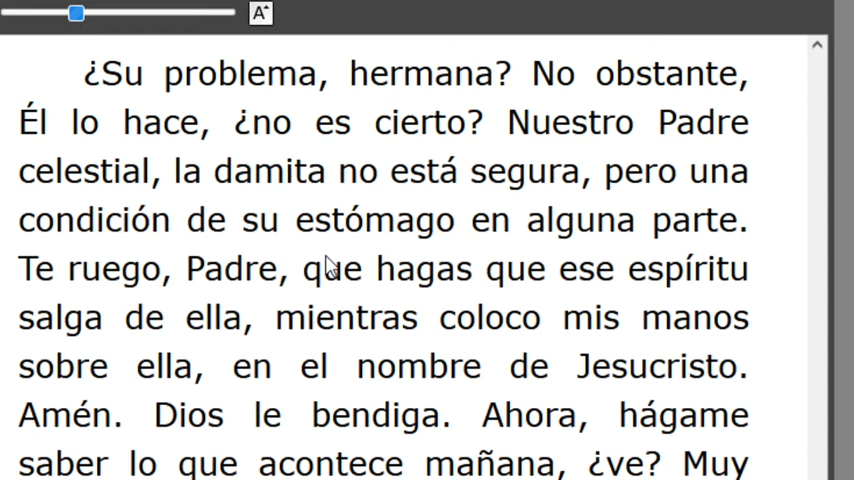 A
¿Su problema, hermana? No obstante,
Él lo hace, ¿no es cierto? Nuestro Padre
celestial, la damita no está segura, pero una
condición de su estómago en alguna parte.
Te ruego, Padre, que hagas que ese espíritu
salga de ella, mientras coloco mis manos
sobre ella, en el nombre de Jesucristo.
Amén. Dios le bendiga. Ahora, hágame
saber lo que acontece mañana, ¿ve? Muy